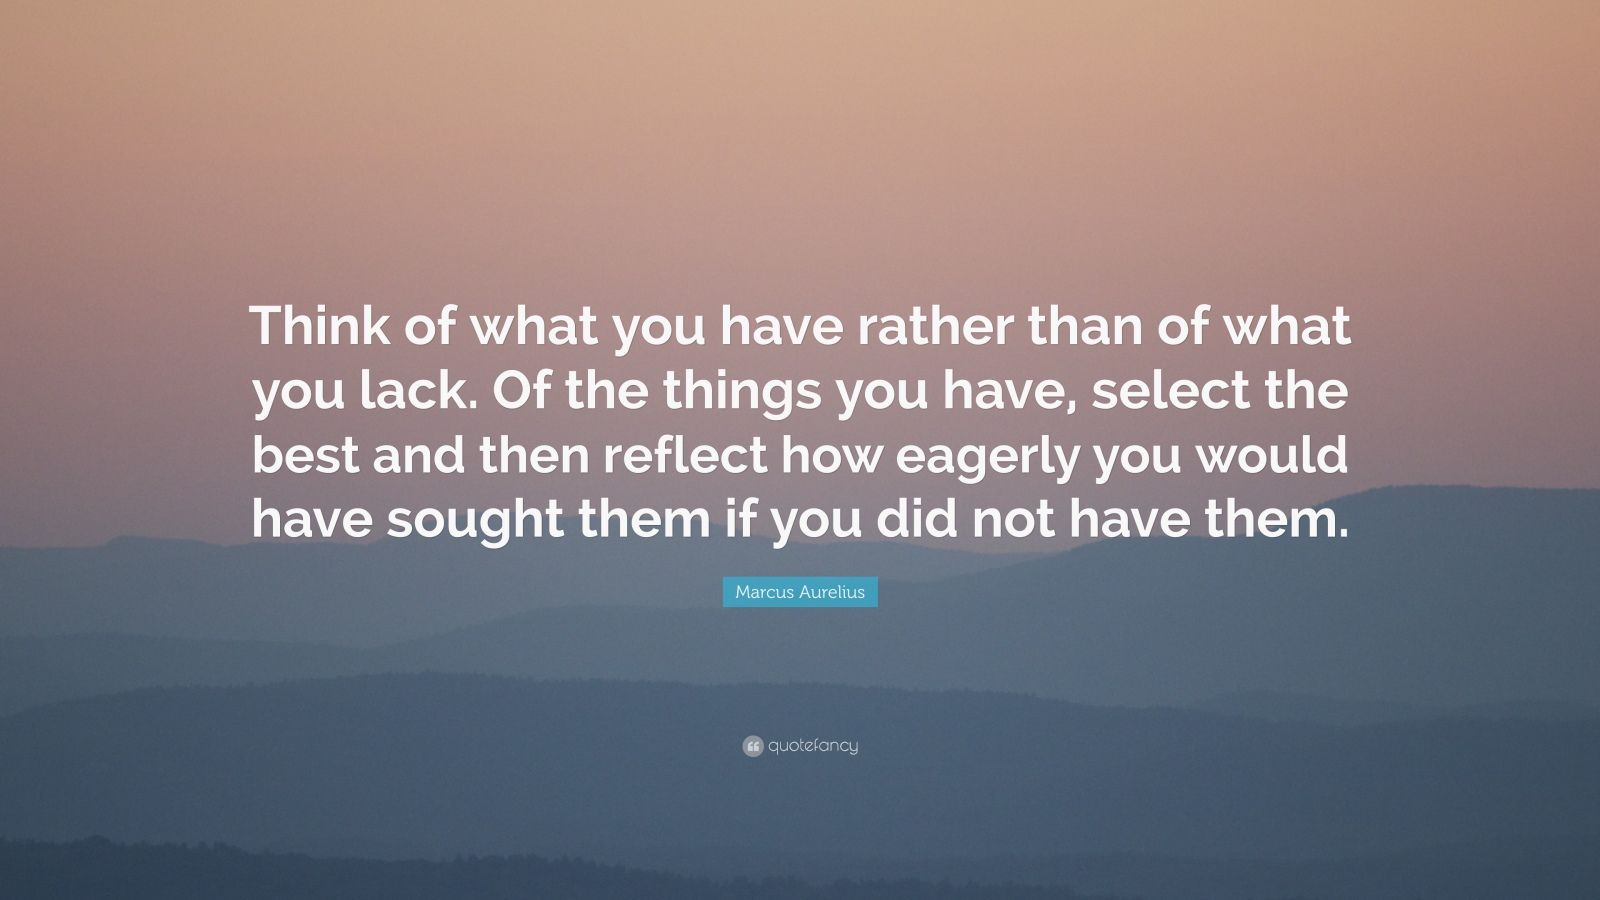 Think of what you have rather than of what
you lack. Of the things you have, select the
best and then reflect how eagerly you would
have sought them if you did not have them.
Marcus Aurelius
quotefancy